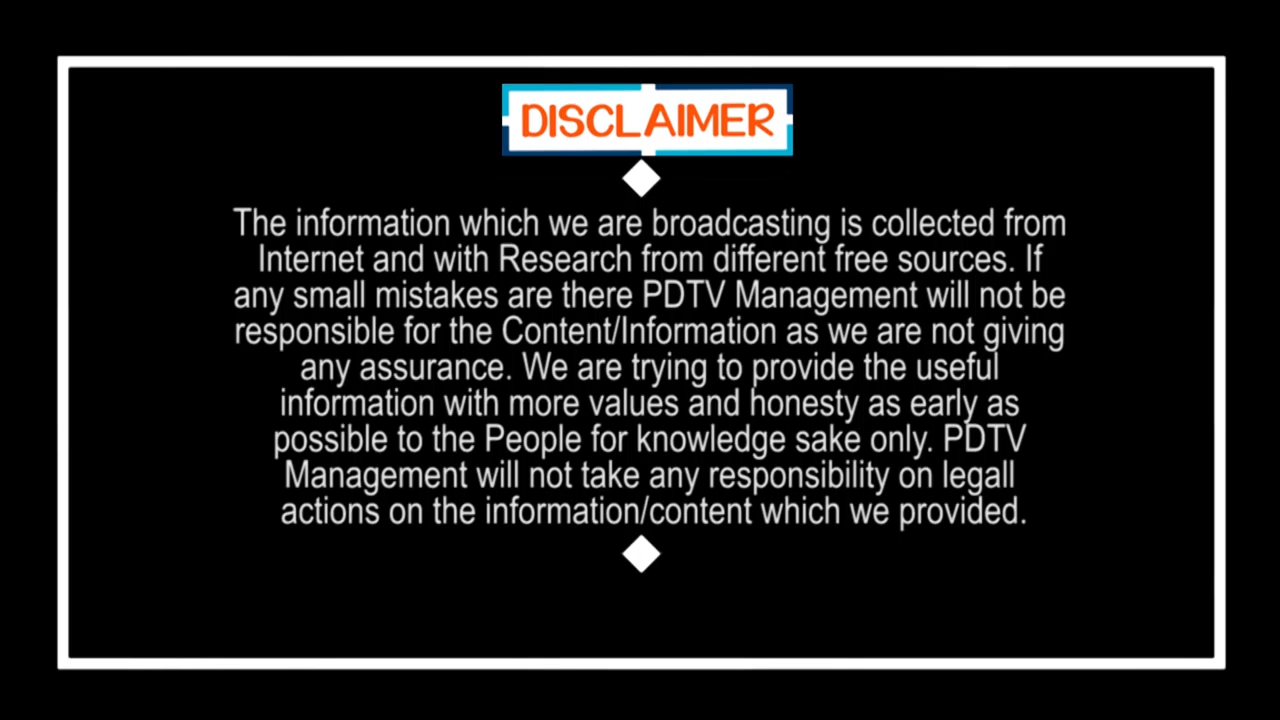 DISCLAIMER
The information which we are broadcasting is collected from
Internet and with Research from different free sources. If
any small mistakes are there PDTV Management will not be
responsible for the Content/Information as we are not giving
any assurance. We are trying to provide the useful
information with more values and honesty as early as
possible to the People for knowledge sake only. PDTV
Management will not take any responsibility on legall
actions on the information/content which we provided.